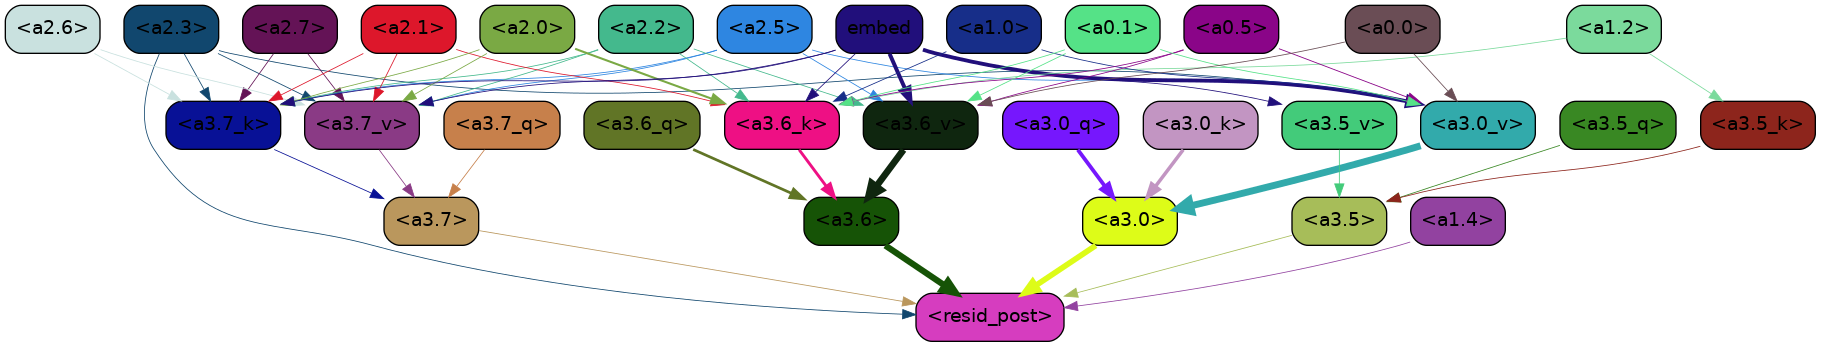 <a2.6> <a2.3> <a2.7> <a2.1> <a2.0> <a2.2> <a2.5> embed <a1.0> <a0.1> <a0.5> <a0.0> <a1.2>
<a3.7_k> <a3.7_v> <a3.7_q> <a3.6_q> <a3.6_k> <a3.6_v> <a3.0_q> <a3.0_k> <a3.5_v> <a3.0_v> <a3.5_q> <a3.5_k>
<a3.7> <a3.6> <a3.0> <a3.5> <a1.4>
<resid_post>